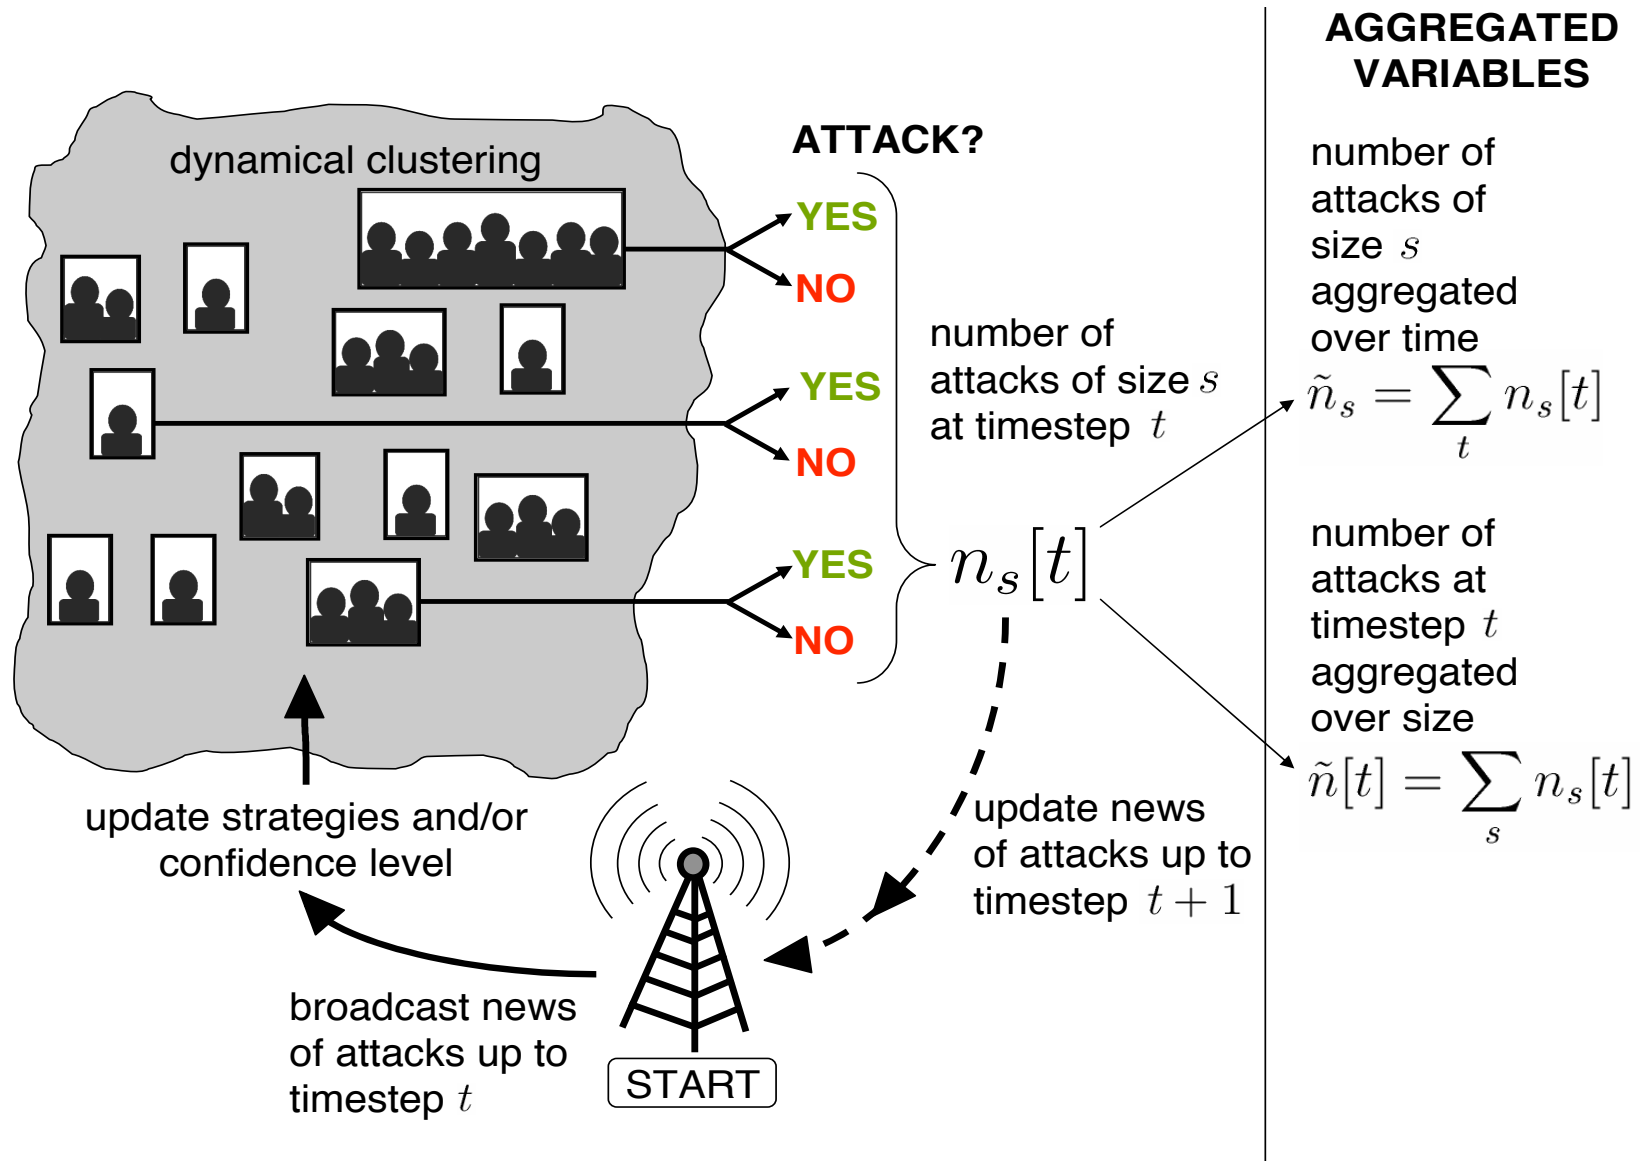 AGGREGATED
VARIABLES
dynamical clustering
ATTACK?
YES
NO
YES
NO
YES
NO
number of
attacks of size s
at timestep t
n_s[t]
number of
attacks of
size s
aggregated
over time
ñ_s = ∑_t n_s[t]
number of
attacks at
timestep t
aggregated
over size
ñ[t] = ∑_s n_s[t]
update strategies and/or
confidence level
update news
of attacks up to
timestep t + 1
broadcast news
of attacks up to
timestep t
START